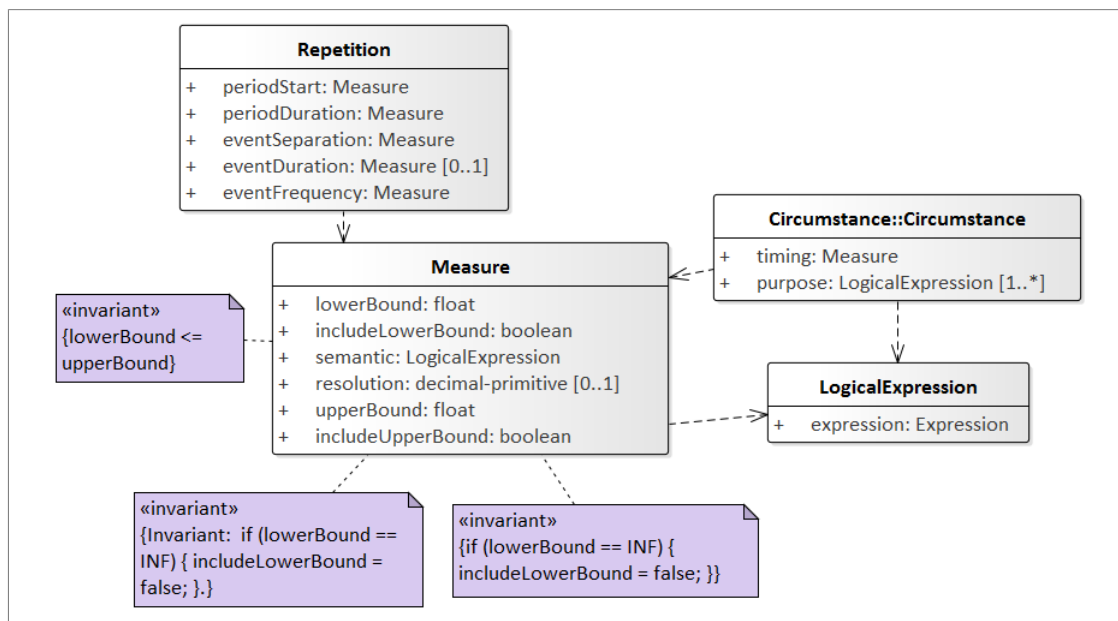 Repetition
+ periodStart: Measure
+ periodDuration: Measure
+ eventSeparation: Measure
+ eventDuration: Measure [0..1]
+ eventFrequency: Measure
Circumstance::Circumstance
+ timing: Measure
+ purpose: LogicalExpression [1..*]
Measure
+ lowerBound: float
+ includeLowerBound: boolean
+ semantic: LogicalExpression
+ resolution: decimal-primitive [0..1]
+ upperBound: float
+ includeUpperBound: boolean
«invariant»
{lowerBound <=
upperBound}
LogicalExpression
+ expression: Expression
«invariant»
{Invariant:  if (lowerBound ==
INF) { includeLowerBound =
false; }.}
«invariant»
{if (lowerBound == INF) {
includeLowerBound = false; }}